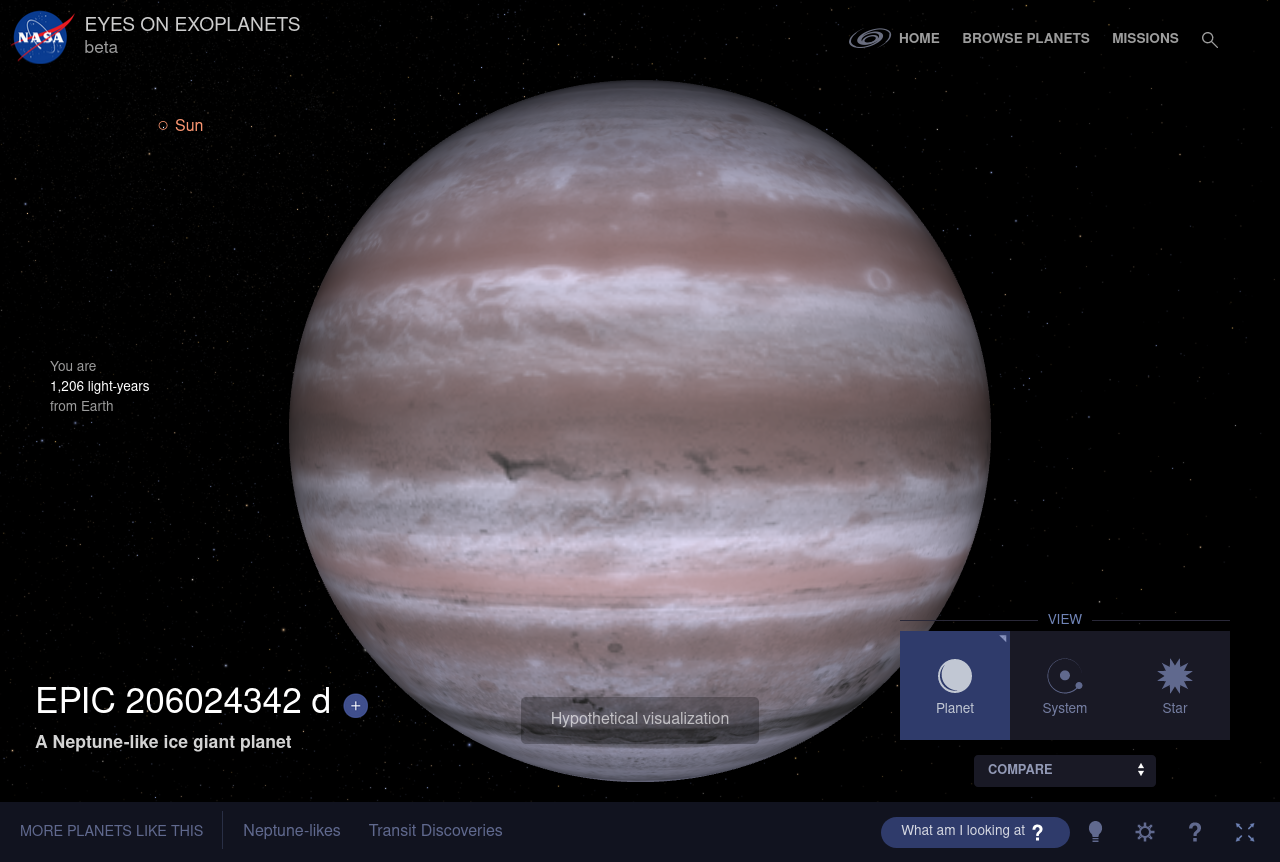 NASA
EYES ON EXOPLANETS
beta
HOME
BROWSE PLANETS
MISSIONS
Sun
You are
1,206 light-years
from Earth
VIEW
Planet
System
Star
EPIC 206024342 d +
A Neptune-like ice giant planet
Hypothetical visualization
COMPARE
MORE PLANETS LIKE THIS
Neptune-likes
Transit Discoveries
What am I looking at ?
?